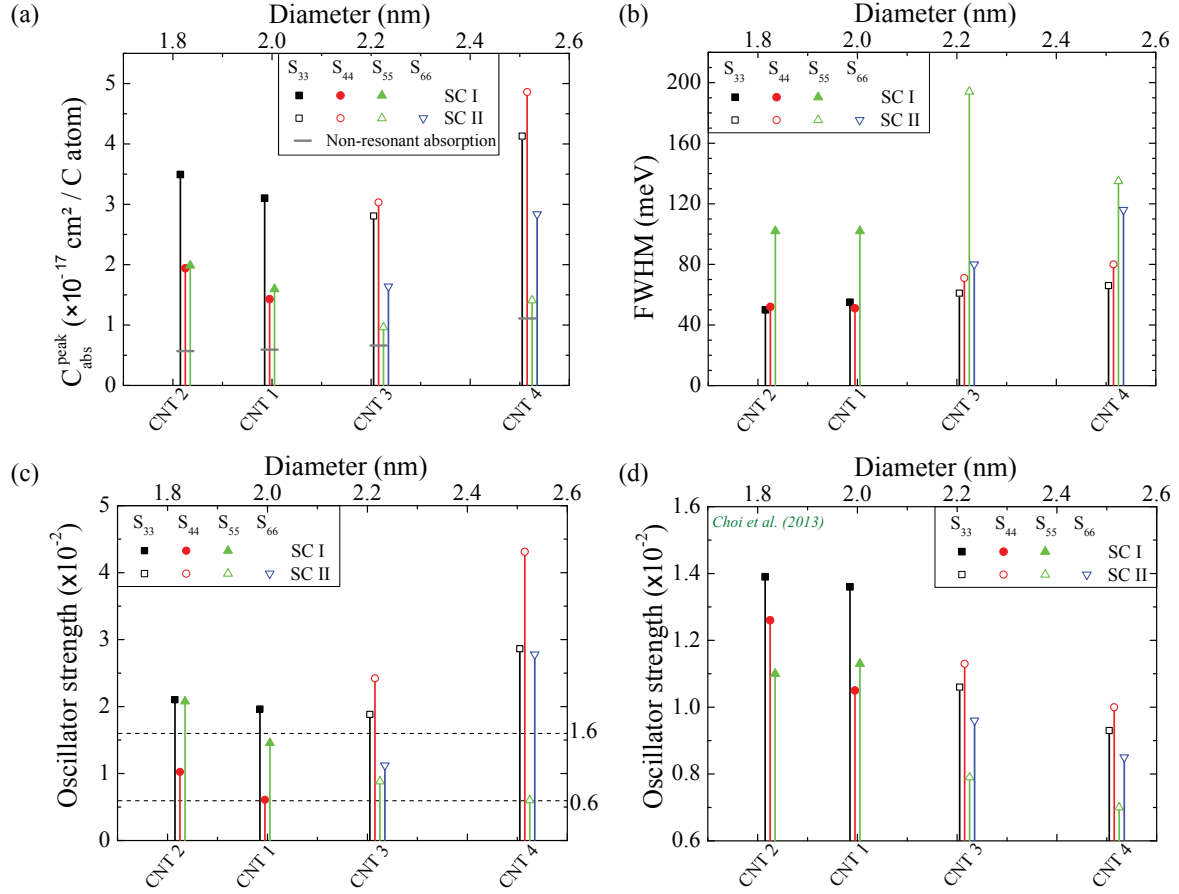 (a)
Diameter (nm)
1.8 2.0 2.2 2.4 2.6
S33 S44 S55 S66
SC I
SC II
Non-resonant absorption
C_abs^peak (×10⁻¹⁷ cm² / C atom)
5
4
3
2
1
0
CNT 2 CNT 1 CNT 3 CNT 4
(b)
Diameter (nm)
1.8 2.0 2.2 2.4 2.6
S33 S44 S55 S66
SC I
SC II
FWHM (meV)
200
160
120
80
40
0
CNT 2 CNT 1 CNT 3 CNT 4
(c)
Diameter (nm)
1.8 2.0 2.2 2.4 2.6
S33 S44 S55 S66
SC I
SC II
Oscillator strength (x10⁻²)
5
4
3
2
1
0
1.6
0.6
CNT 2 CNT 1 CNT 3 CNT 4
(d)
Diameter (nm)
1.8 2.0 2.2 2.4 2.6
Choi et al. (2013)
S33 S44 S55 S66
SC I
SC II
Oscillator strength (x10⁻²)
1.6
1.4
1.2
1.0
0.8
0.6
CNT 2 CNT 1 CNT 3 CNT 4